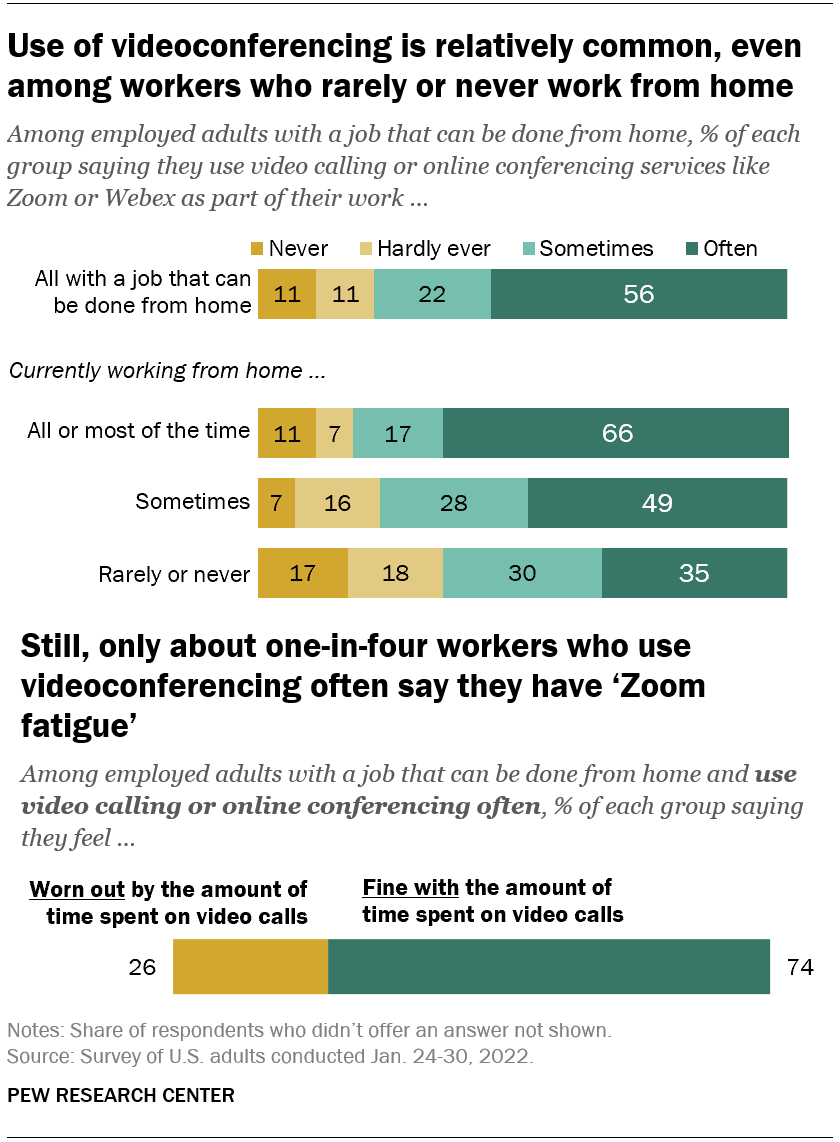 Use of videoconferencing is relatively common, even
among workers who rarely or never work from home
Among employed adults with a job that can be done from home, % of each
group saying they use video calling or online conferencing services like
Zoom or Webex as part of their work ...
Never Hardly ever Sometimes Often
All with a job that can
be done from home
11 11 22 56
Currently working from home ...
All or most of the time 11 7 17 66
Sometimes 7 16 28 49
Rarely or never 17 18 30 35
Still, only about one-in-four workers who use
videoconferencing often say they have ‘Zoom
fatigue’
Among employed adults with a job that can be done from home and use
video calling or online conferencing often, % of each group saying
they feel ...
Worn out by the amount of
time spent on video calls
Fine with the amount of
time spent on video calls
26 74
Notes: Share of respondents who didn’t offer an answer not shown.
Source: Survey of U.S. adults conducted Jan. 24-30, 2022.
PEW RESEARCH CENTER